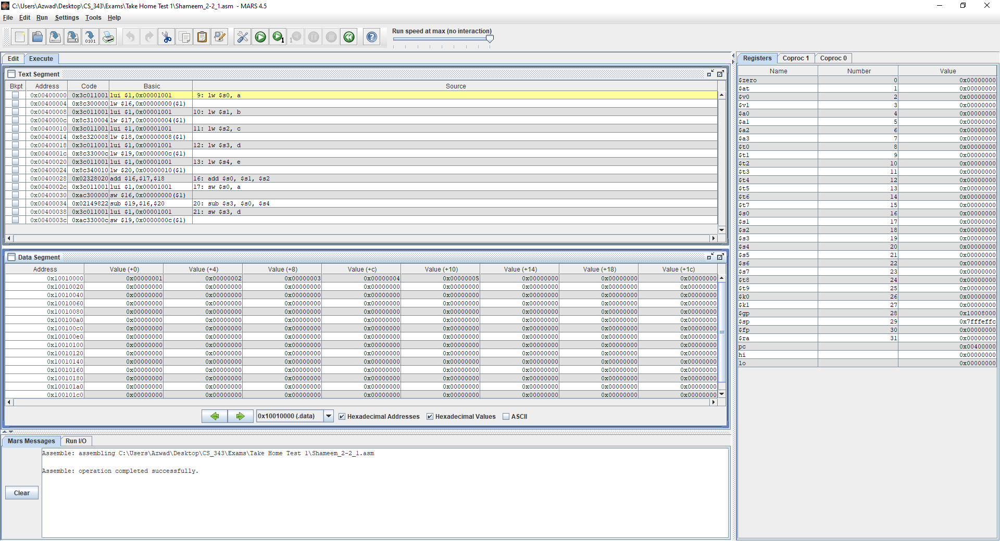 C:\Users\Azwad\Desktop\CS_343\Exams\Take Home Test 1\Shameem_2-2_1.asm - MARS 4.5
File Edit Run Settings Tools Help
Run speed at max (no interaction)
Edit Execute
Text Segment
Bkpt Address Code Basic Source
0x00400000 0x3c011001 lui $1,0x00001001 9: lw $s0, a
0x00400004 0x8c300000 lw $16,0x00000000($1)
0x00400008 0x3c011001 lui $1,0x00001001 10: lw $s1, b
0x0040000c 0x8c310004 lw $17,0x00000004($1)
0x00400010 0x3c011001 lui $1,0x00001001 11: lw $s2, c
0x00400014 0x8c320008 lw $18,0x00000008($1)
0x00400018 0x3c011001 lui $1,0x00001001 12: lw $s3, d
0x0040001c 0x8c33000c lw $19,0x0000000c($1)
0x00400020 0x3c011001 lui $1,0x00001001 13: lw $s4, e
0x00400024 0x8c340010 lw $20,0x00000010($1)
0x00400028 0x02328020 add $16,$17,$18 16: add $s0, $s1, $s2
0x0040002c 0x3c011001 lui $1,0x00001001 17: sw $s0, a
0x00400030 0xac300000 sw $16,0x00000000($1)
0x00400034 0x02149822 sub $19,$16,$20 20: sub $s3, $s0, $s4
0x00400038 0x3c011001 lui $1,0x00001001 21: sw $s3, d
0x0040003c 0xac33000c sw $19,0x0000000c($1)
Data Segment
Address Value (+0) Value (+4) Value (+8) Value (+c) Value (+10) Value (+14) Value (+18) Value (+1c)
0x10010000 0x00000001 0x00000002 0x00000003 0x00000004 0x00000005 0x00000000 0x00000000 0x00000000
0x10010020 0x00000000 0x00000000 0x00000000 0x00000000 0x00000000 0x00000000 0x00000000 0x00000000
0x10010040 0x00000000 0x00000000 0x00000000 0x00000000 0x00000000 0x00000000 0x00000000 0x00000000
0x10010060 0x00000000 0x00000000 0x00000000 0x00000000 0x00000000 0x00000000 0x00000000 0x00000000
0x10010080 0x00000000 0x00000000 0x00000000 0x00000000 0x00000000 0x00000000 0x00000000 0x00000000
0x100100a0 0x00000000 0x00000000 0x00000000 0x00000000 0x00000000 0x00000000 0x00000000 0x00000000
0x100100c0 0x00000000 0x00000000 0x00000000 0x00000000 0x00000000 0x00000000 0x00000000 0x00000000
0x100100e0 0x00000000 0x00000000 0x00000000 0x00000000 0x00000000 0x00000000 0x00000000 0x00000000
0x10010100 0x00000000 0x00000000 0x00000000 0x00000000 0x00000000 0x00000000 0x00000000 0x00000000
0x10010120 0x00000000 0x00000000 0x00000000 0x00000000 0x00000000 0x00000000 0x00000000 0x00000000
0x10010140 0x00000000 0x00000000 0x00000000 0x00000000 0x00000000 0x00000000 0x00000000 0x00000000
0x10010160 0x00000000 0x00000000 0x00000000 0x00000000 0x00000000 0x00000000 0x00000000 0x00000000
0x10010180 0x00000000 0x00000000 0x00000000 0x00000000 0x00000000 0x00000000 0x00000000 0x00000000
0x100101a0 0x00000000 0x00000000 0x00000000 0x00000000 0x00000000 0x00000000 0x00000000 0x00000000
0x100101c0 0x00000000 0x00000000 0x00000000 0x00000000 0x00000000 0x00000000 0x00000000 0x00000000
0x10010000 (.data) Hexadecimal Addresses Hexadecimal Values ASCII
Mars Messages Run I/O
Assemble: assembling C:\Users\Azwad\Desktop\CS_343\Exams\Take Home Test 1\Shameem_2-2_1.asm
Assemble: operation completed successfully.
Clear
Registers Coproc 1 Coproc 0
Name Number Value
$zero 0 0x00000000
$at 1 0x00000000
$v0 2 0x00000000
$v1 3 0x00000000
$a0 4 0x00000000
$a1 5 0x00000000
$a2 6 0x00000000
$a3 7 0x00000000
$t0 8 0x00000000
$t1 9 0x00000000
$t2 10 0x00000000
$t3 11 0x00000000
$t4 12 0x00000000
$t5 13 0x00000000
$t6 14 0x00000000
$t7 15 0x00000000
$s0 16 0x00000000
$s1 17 0x00000000
$s2 18 0x00000000
$s3 19 0x00000000
$s4 20 0x00000000
$s5 21 0x00000000
$s6 22 0x00000000
$s7 23 0x00000000
$t8 24 0x00000000
$t9 25 0x00000000
$k0 26 0x00000000
$k1 27 0x00000000
$gp 28 0x10008000
$sp 29 0x7fffeffc
$fp 30 0x00000000
$ra 31 0x00000000
pc 0x00400000
hi 0x00000000
lo 0x00000000